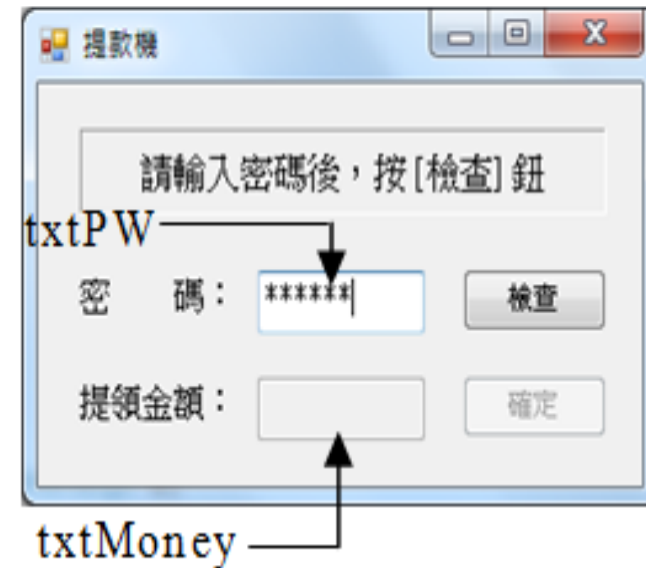 提款機
請輸入密碼後，按[檢查]鈕
txtPW
密　碼： ****** 檢查
提領金額： 確定
txtMoney